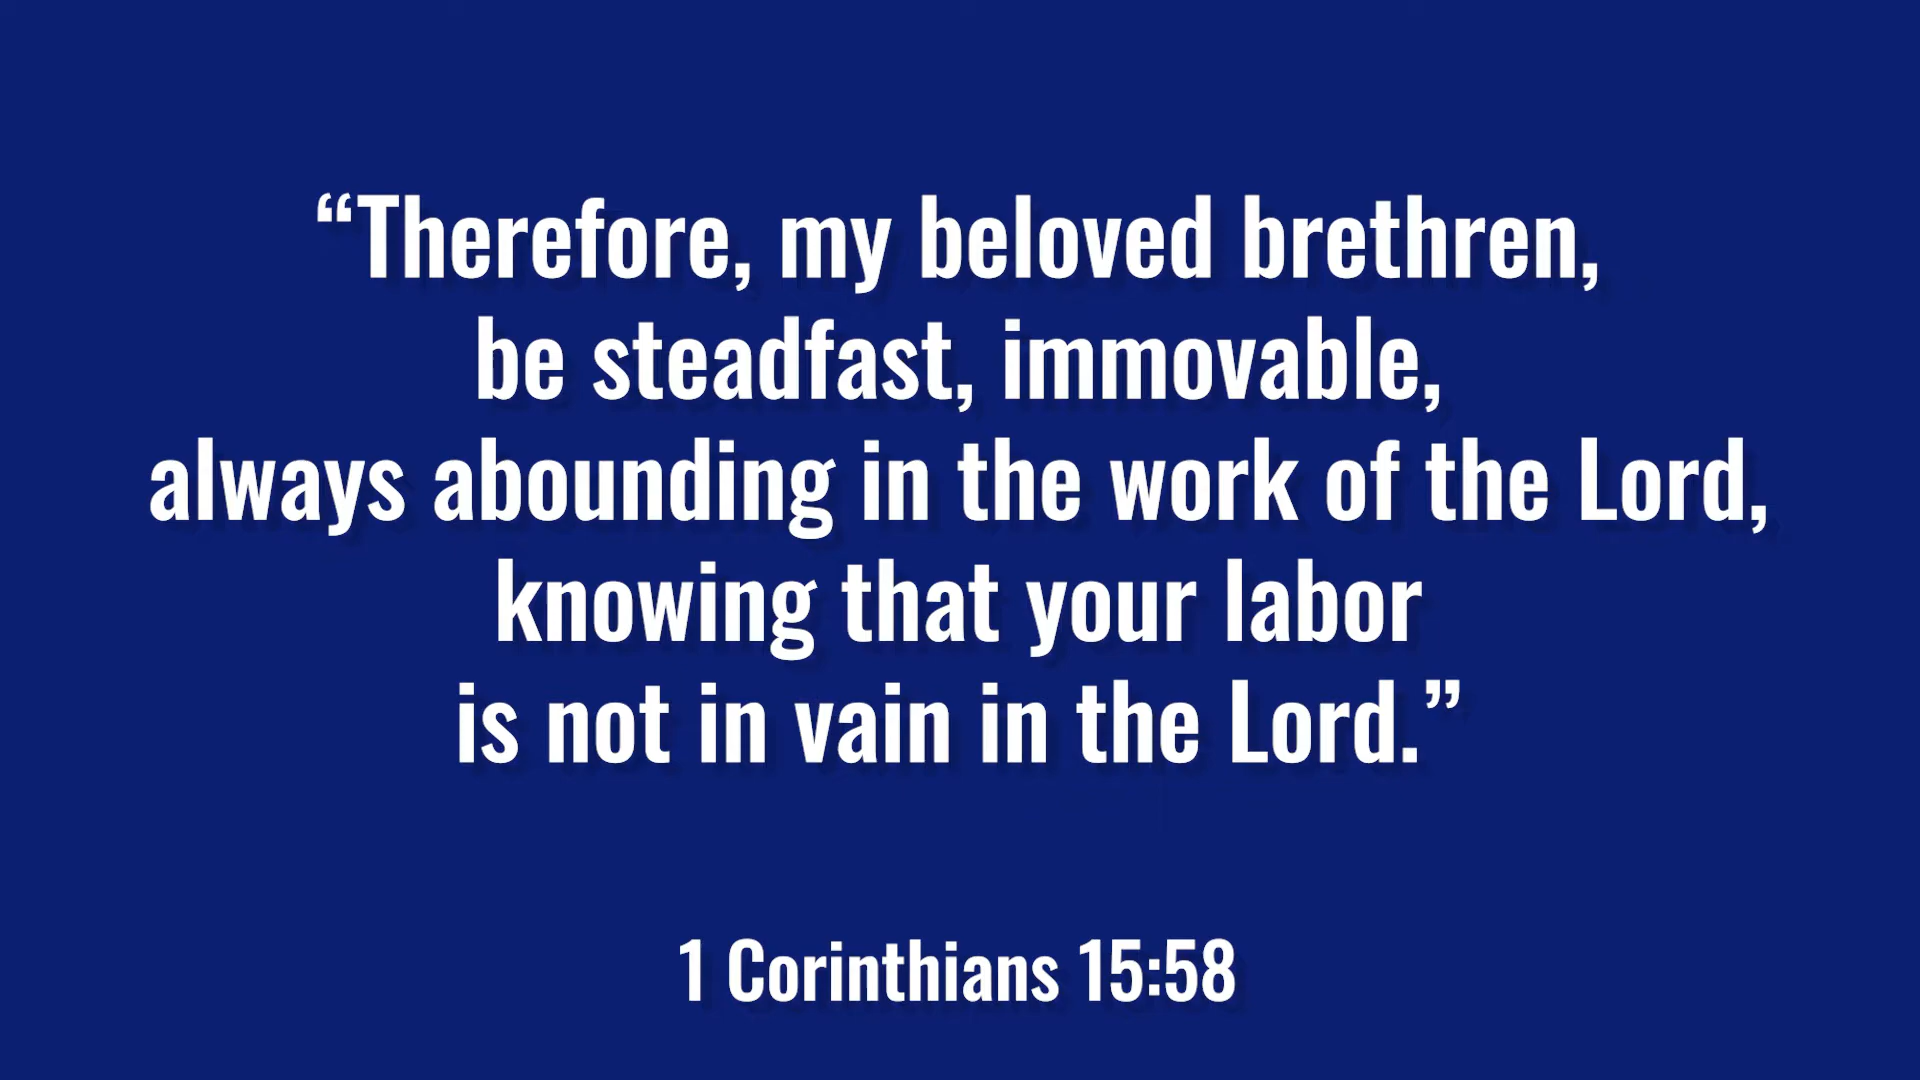 “Therefore, my beloved brethren,
be steadfast, immovable,
always abounding in the work of the Lord,
knowing that your labor
is not in vain in the Lord.”
1 Corinthians 15:58